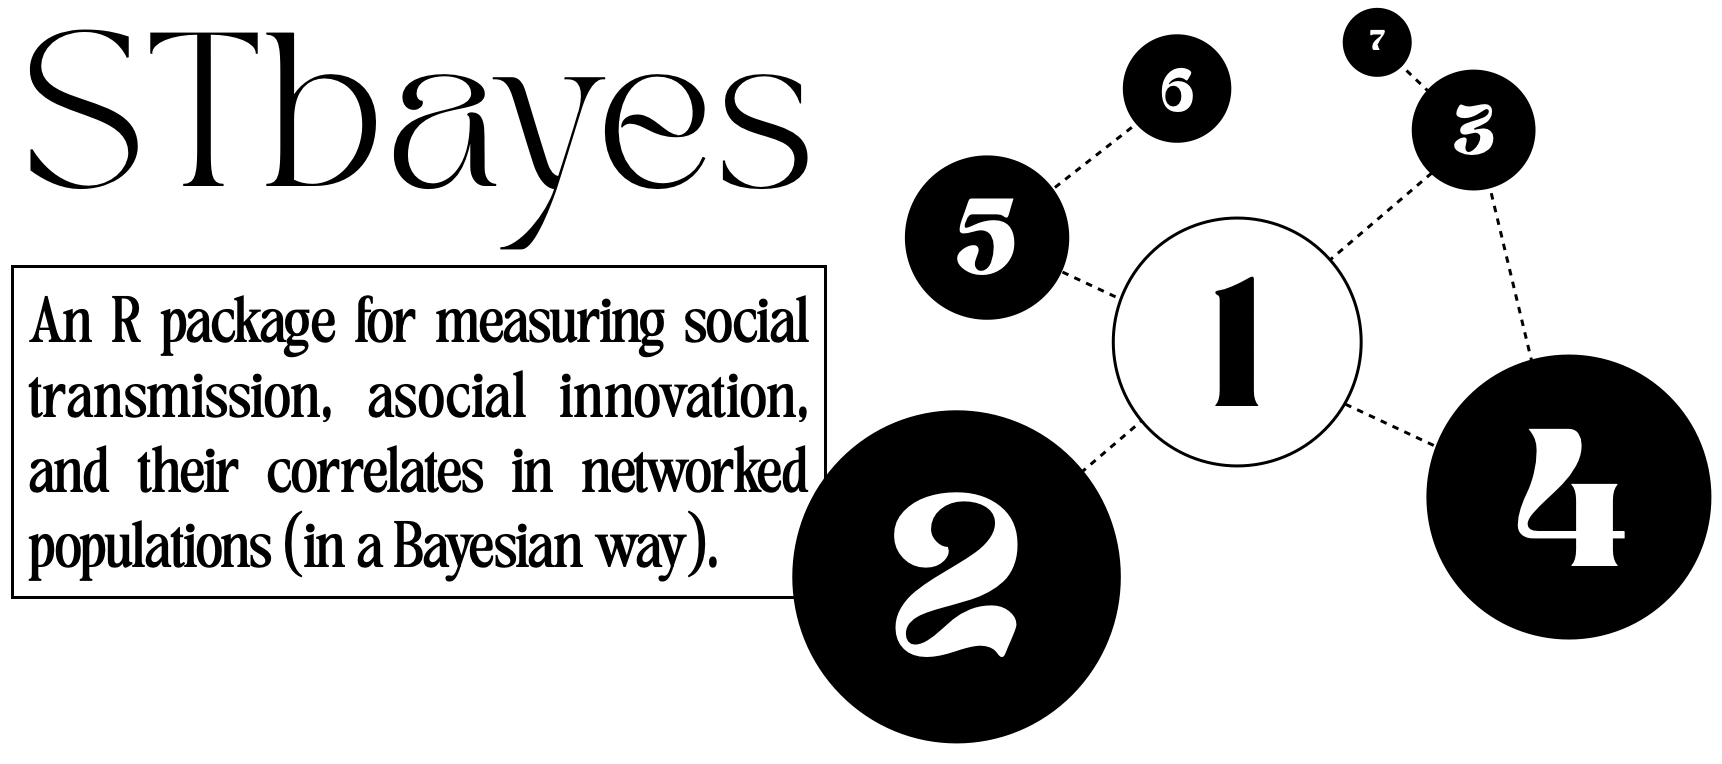 STbayes
An R package for measuring social
transmission, asocial innovation,
and their correlates in networked
populations (in a Bayesian way).
7
6
3
5
1
4
2